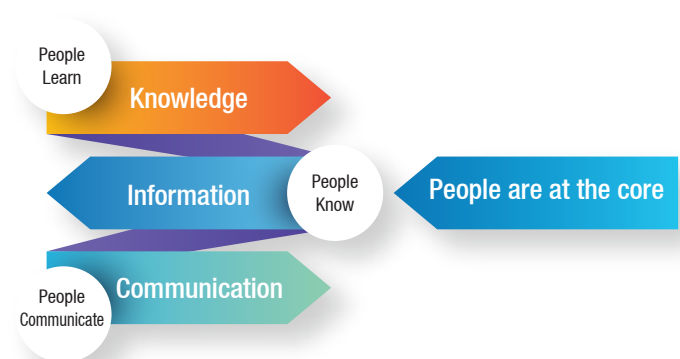 People
Learn
Knowledge
Information
People
Know
People are at the core
People
Communicate
Communication